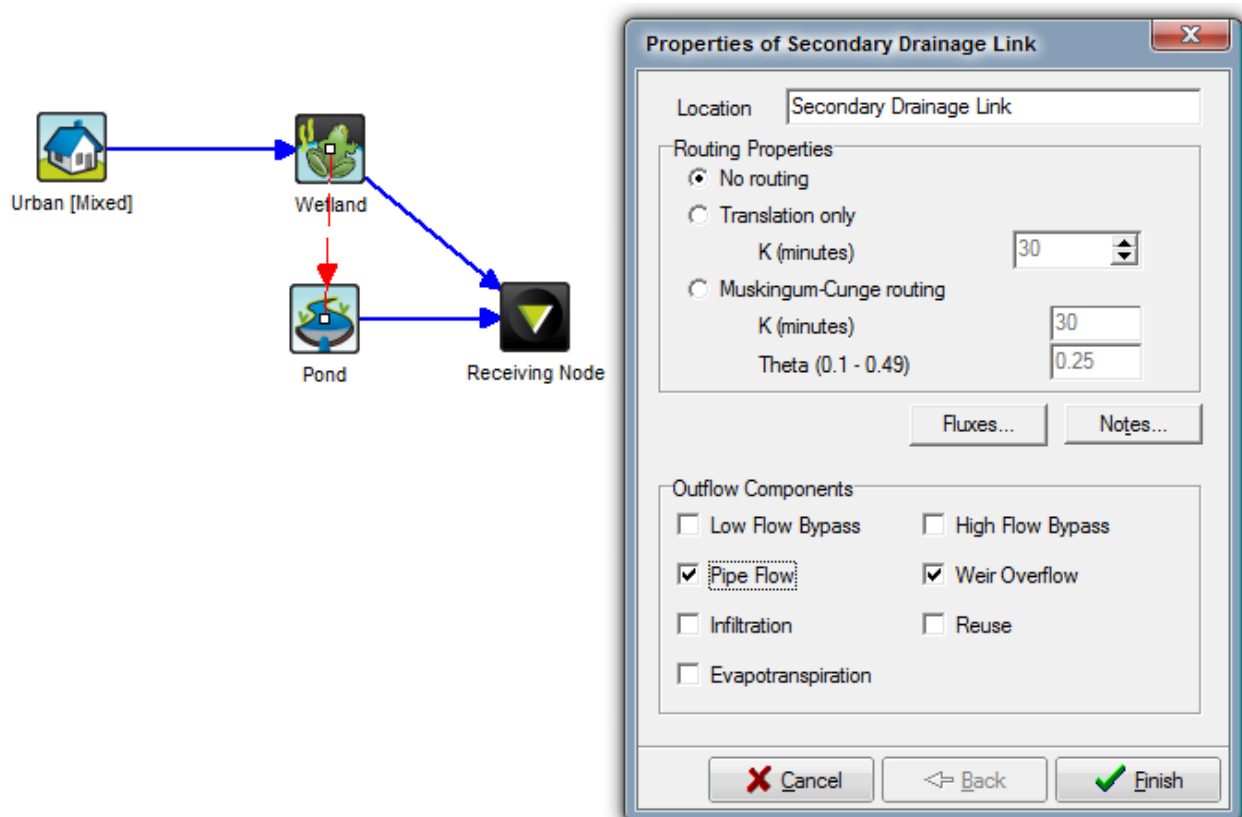 Urban [Mixed]
Wetland
Pond
Receiving Node
Properties of Secondary Drainage Link
X
Location Secondary Drainage Link
Routing Properties
No routing
Translation only
K (minutes) 30
Muskingum-Cunge routing
K (minutes) 30
Theta (0.1 - 0.49) 0.25
Fluxes... Notes...
Outflow Components
Low Flow Bypass High Flow Bypass
Pipe Flow Weir Overflow
Infiltration Reuse
Evapotranspiration
Cancel Back Finish